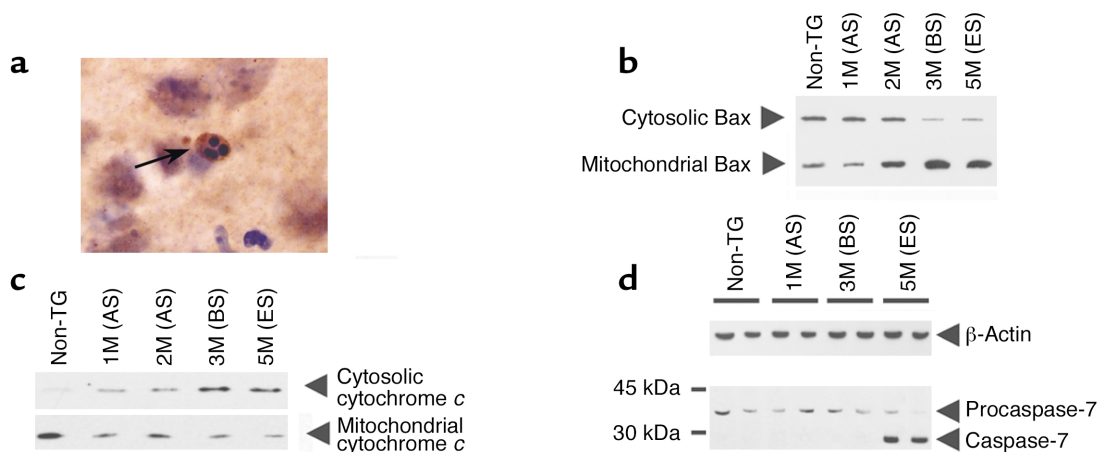 a
b
Non-TG
1M (AS)
2M (AS)
3M (BS)
5M (ES)
Cytosolic Bax
Mitochondrial Bax
c
Non-TG
1M (AS)
2M (AS)
3M (BS)
5M (ES)
Cytosolic
cytochrome c
Mitochondrial
cytochrome c
d
Non-TG
1M (AS)
3M (BS)
5M (ES)
β-Actin
45 kDa
Procaspase-7
30 kDa
Caspase-7